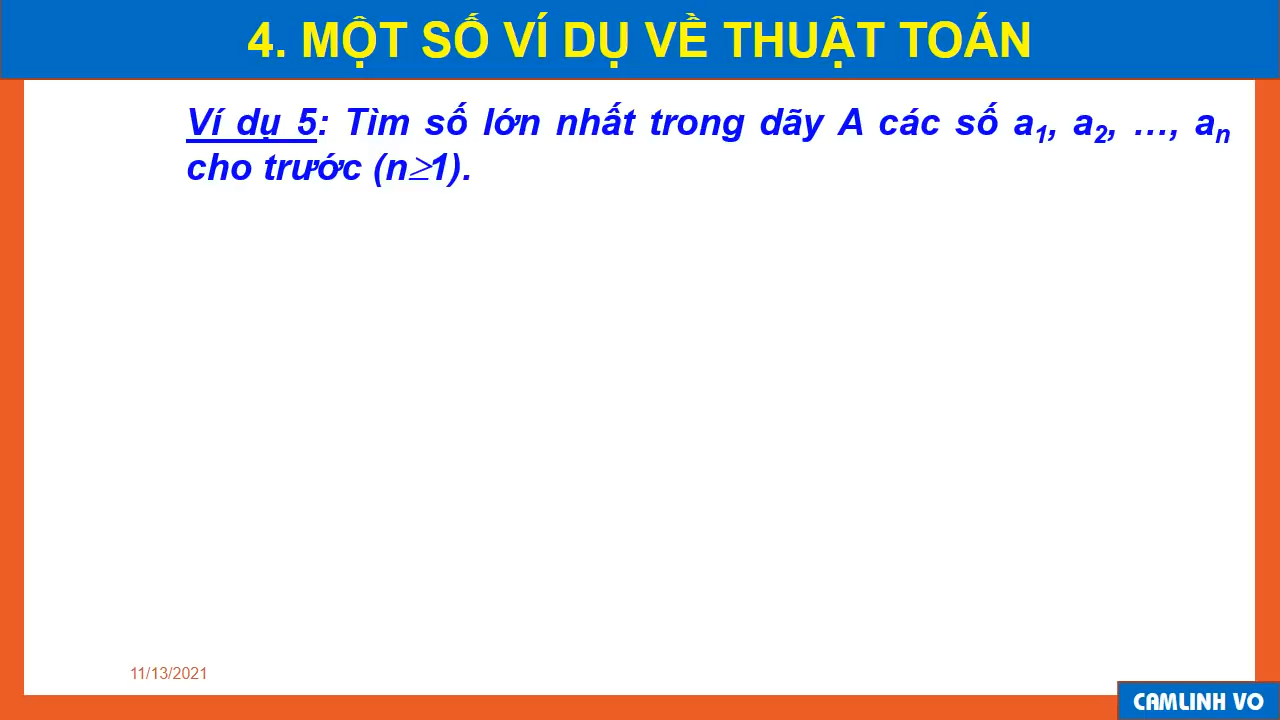 4. MỘT SỐ VÍ DỤ VỀ THUẬT TOÁN
Ví dụ 5: Tìm số lớn nhất trong dãy A các số a₁, a₂, …, aₙ
cho trước (n≥1).
11/13/2021
CAMLINH VO